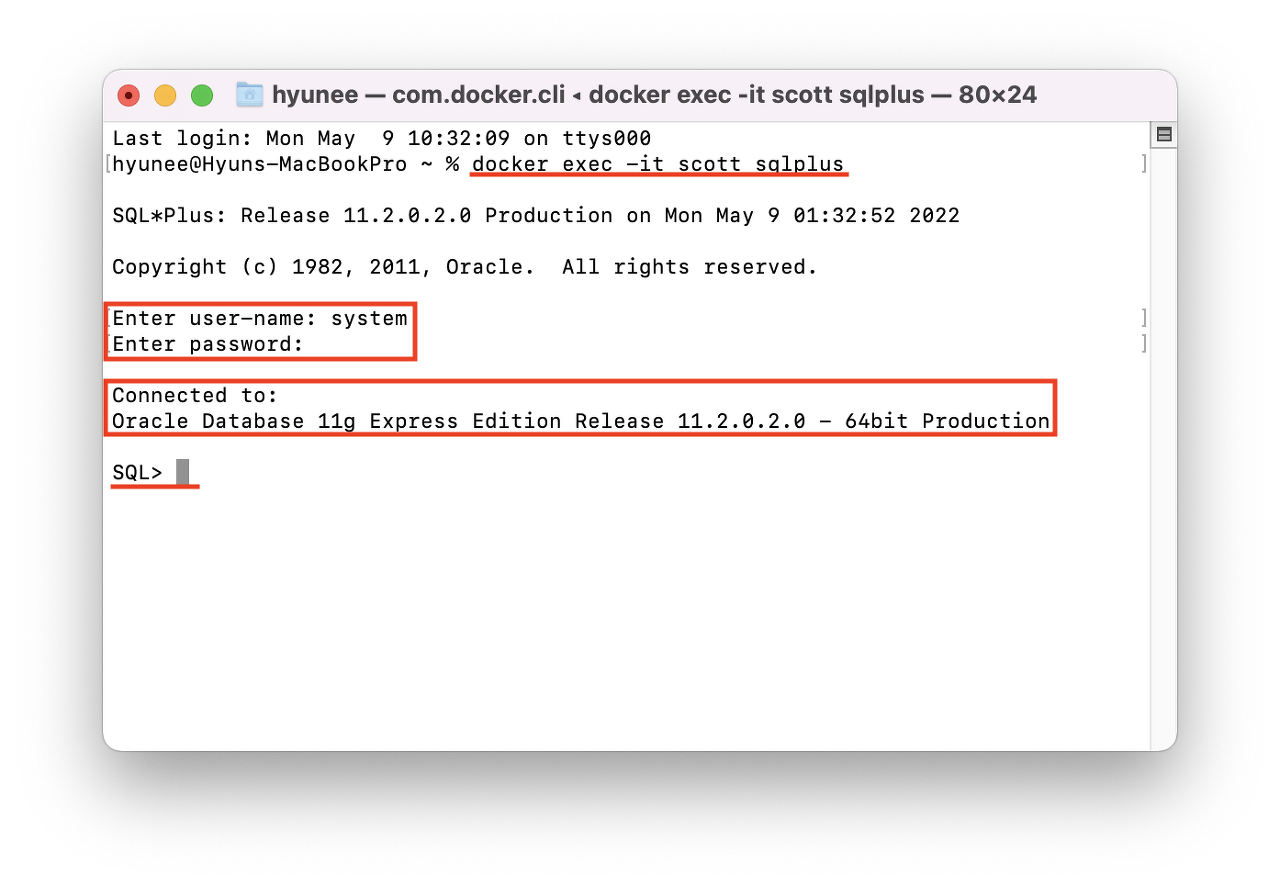 hyunee — com.docker.cli ◂ docker exec -it scott sqlplus — 80×24
Last login: Mon May  9 10:32:09 on ttys000
[hyunee@Hyuns-MacBookPro ~ % docker exec -it scott sqlplus ]
SQL*Plus: Release 11.2.0.2.0 Production on Mon May 9 01:32:52 2022
Copyright (c) 1982, 2011, Oracle.  All rights reserved.
[Enter user-name: system ]
[Enter password: ]
Connected to:
Oracle Database 11g Express Edition Release 11.2.0.2.0 - 64bit Production
SQL>